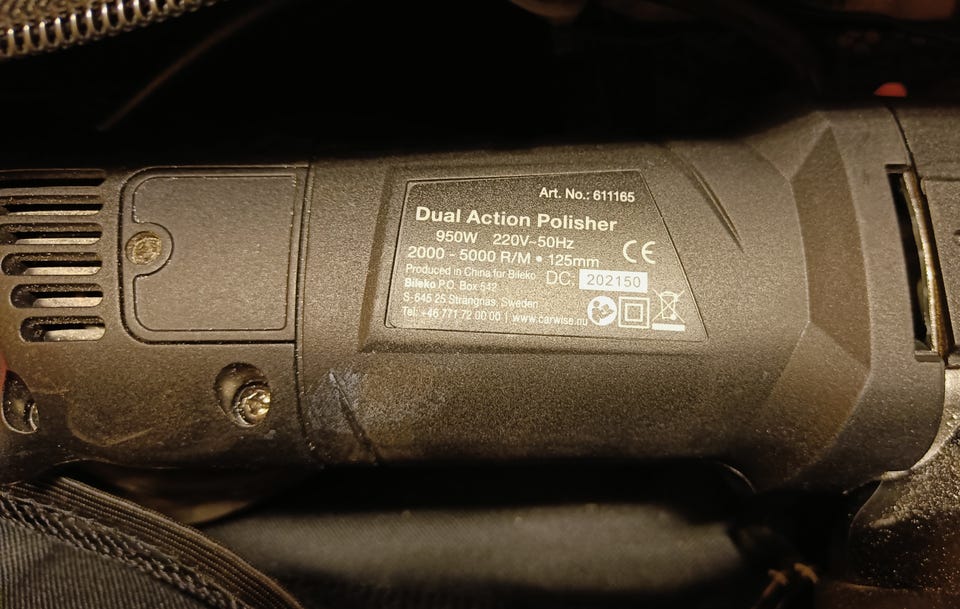 Art. No.: 611165
Dual Action Polisher
950W 220V~50Hz
2000 - 5000 R/M • 125mm
CE
Produced in China for Bileko
DC: 202150
Bileko P.O. Box 542
S-645 25 Strängnäs, Sweden
Tel: +46 771 72 00 00 | www.carwise.nu